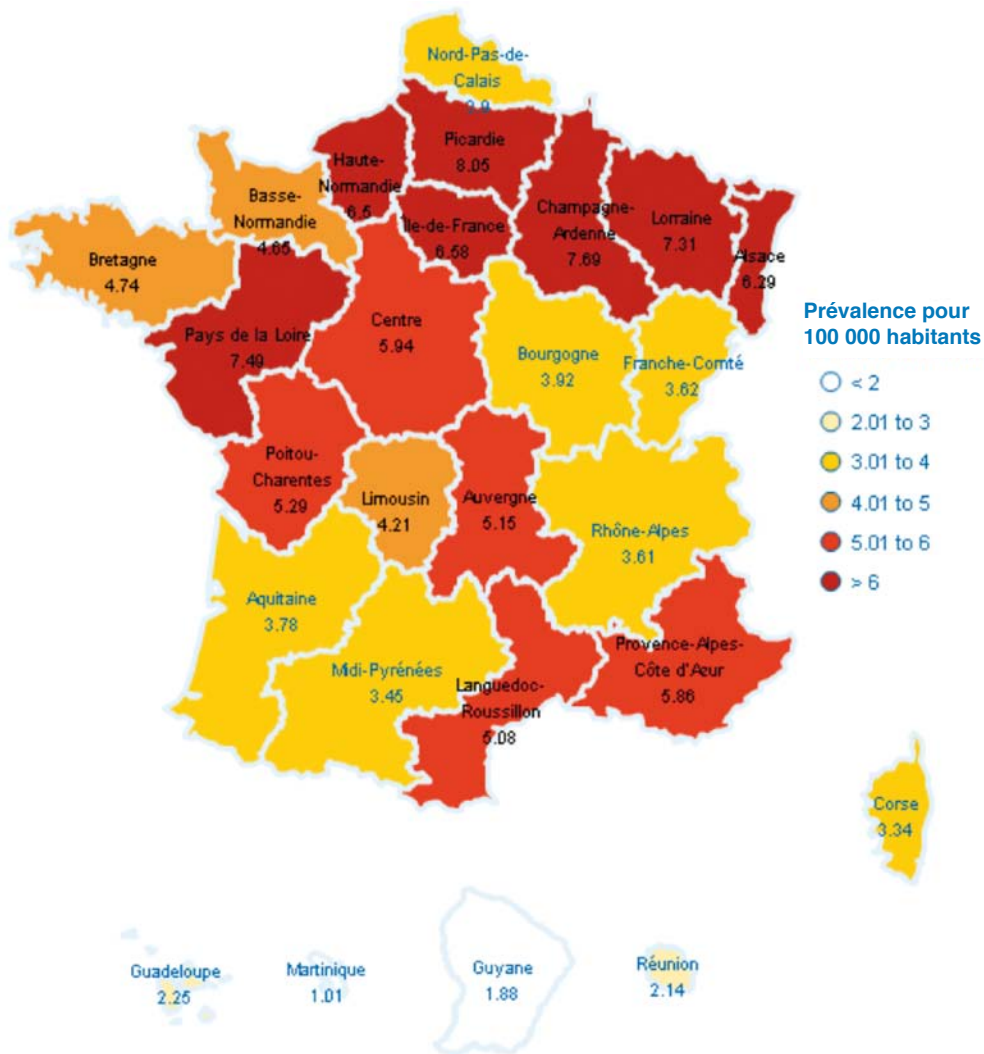 Nord-Pas-de-
Calais
3.9
Picardie
8.05
Haute-
Normandie
6.5
Île-de-France
6.58
Champagne-
Ardenne
7.69
Lorraine
7.31
Alsace
6.29
Basse-
Normandie
4.65
Bretagne
4.74
Pays de la Loire
7.49
Centre
5.94
Bourgogne
3.92
Franche-Comté
3.62
Poitou-
Charentes
5.29
Limousin
4.21
Auvergne
5.15
Rhône-Alpes
3.61
Aquitaine
3.78
Midi-Pyrénées
3.45
Languedoc-
Roussillon
5.08
Provence-Alpes-
Côte d'Azur
5.86
Corse
3.34
Prévalence pour
100 000 habitants
< 2
2.01 to 3
3.01 to 4
4.01 to 5
5.01 to 6
> 6
Guadeloupe
2.25
Martinique
1.01
Guyane
1.88
Réunion
2.14